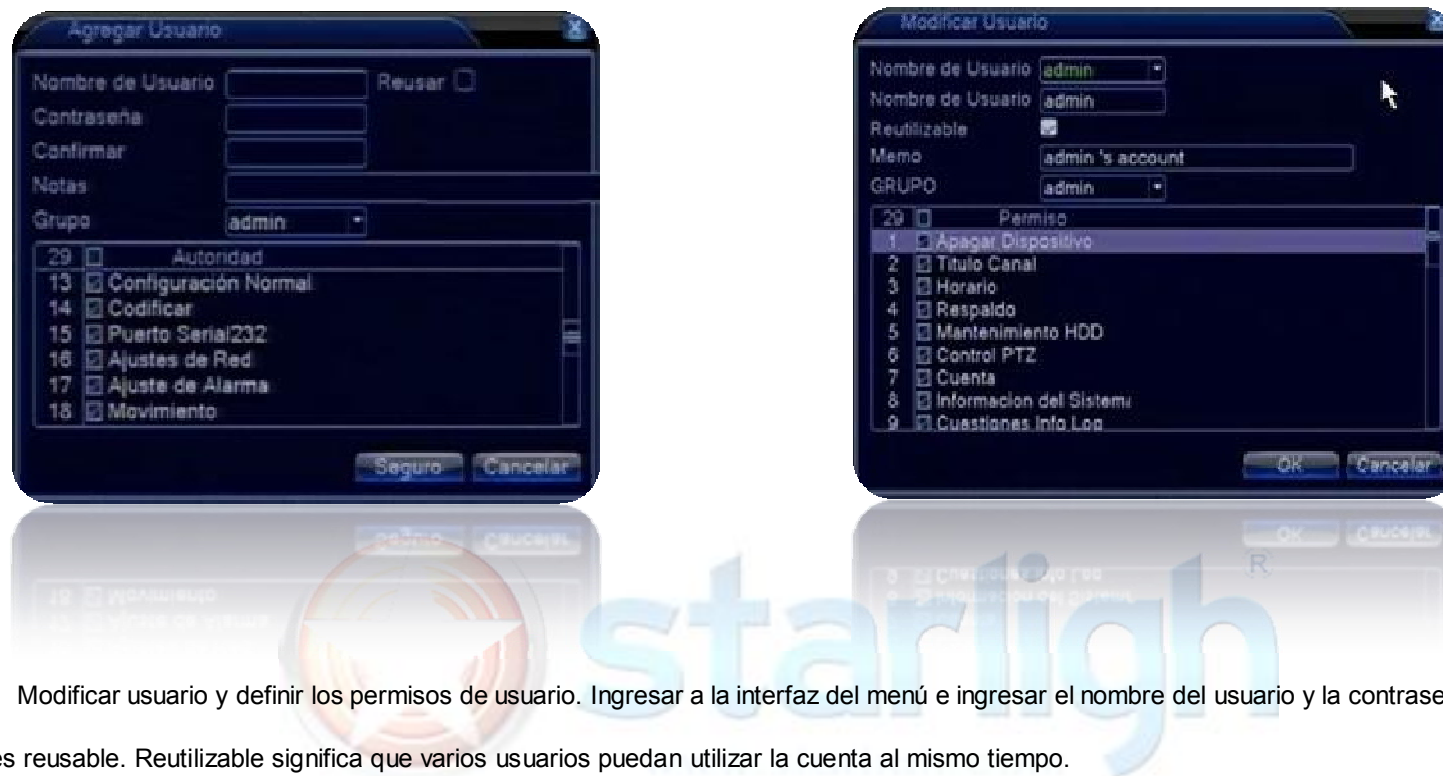 Agregar Usuario
Nombre de Usuario Reusar
Contraseña
Confirmar
Notas
Grupo admin
29 Autoridad
13 Configuración Normal
14 Codificar
15 Puerto Serial232
16 Ajustes de Red
17 Ajuste de Alarma
18 Movimiento
Seguro Cancelar
Modificar Usuario
Nombre de Usuario admin
Nombre de Usuario admin
Reutilizable
Memo admin 's account
GRUPO admin
29 Permiso
1 Apagar Dispositivo
2 Titulo Canal
3 Horario
4 Respaldo
5 Mantenimiento HDD
6 Control PTZ
7 Cuenta
8 Informacion del Sistema
9 Cuestiones Info Log
OK Cancelar
starligh ®
Modificar usuario y definir los permisos de usuario. Ingresar a la interfaz del menú e ingresar el nombre del usuario y la contrase
es reusable. Reutilizable significa que varios usuarios puedan utilizar la cuenta al mismo tiempo.